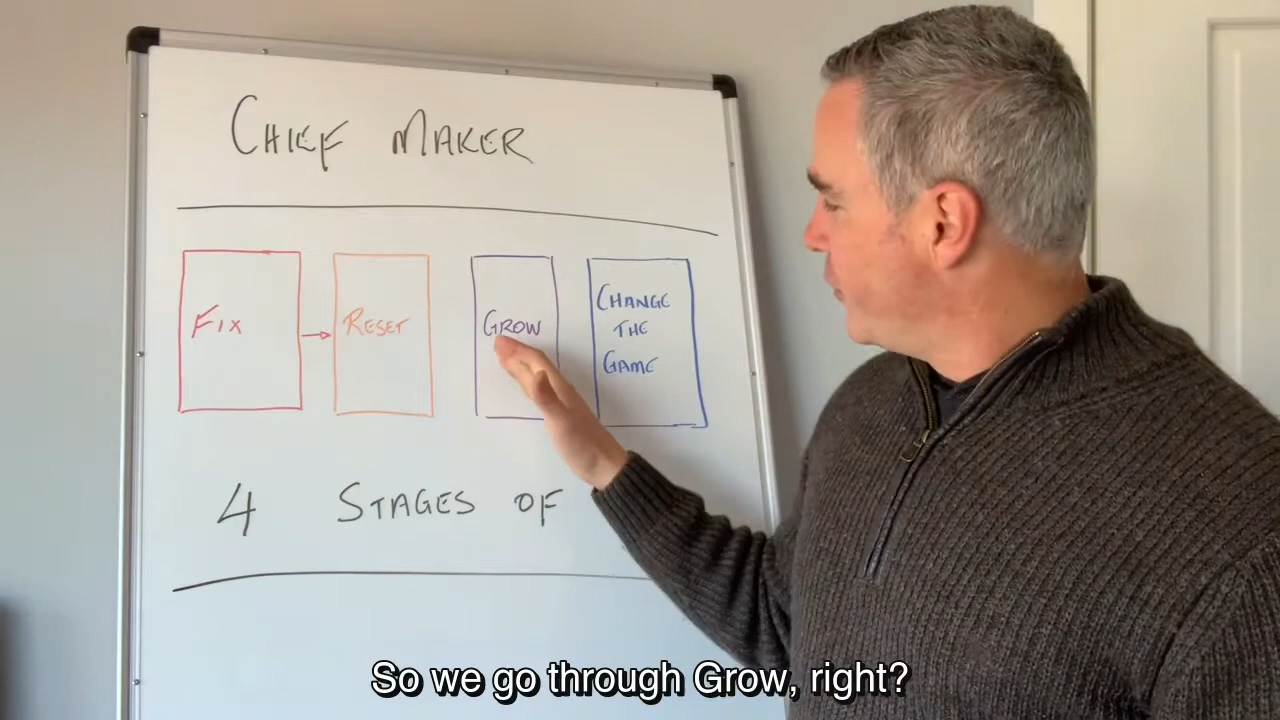 CHIEF MAKER
FIX
RESET
GROW
CHANGE
THE
GAME
4 STAGES OF
So we go through Grow, right?